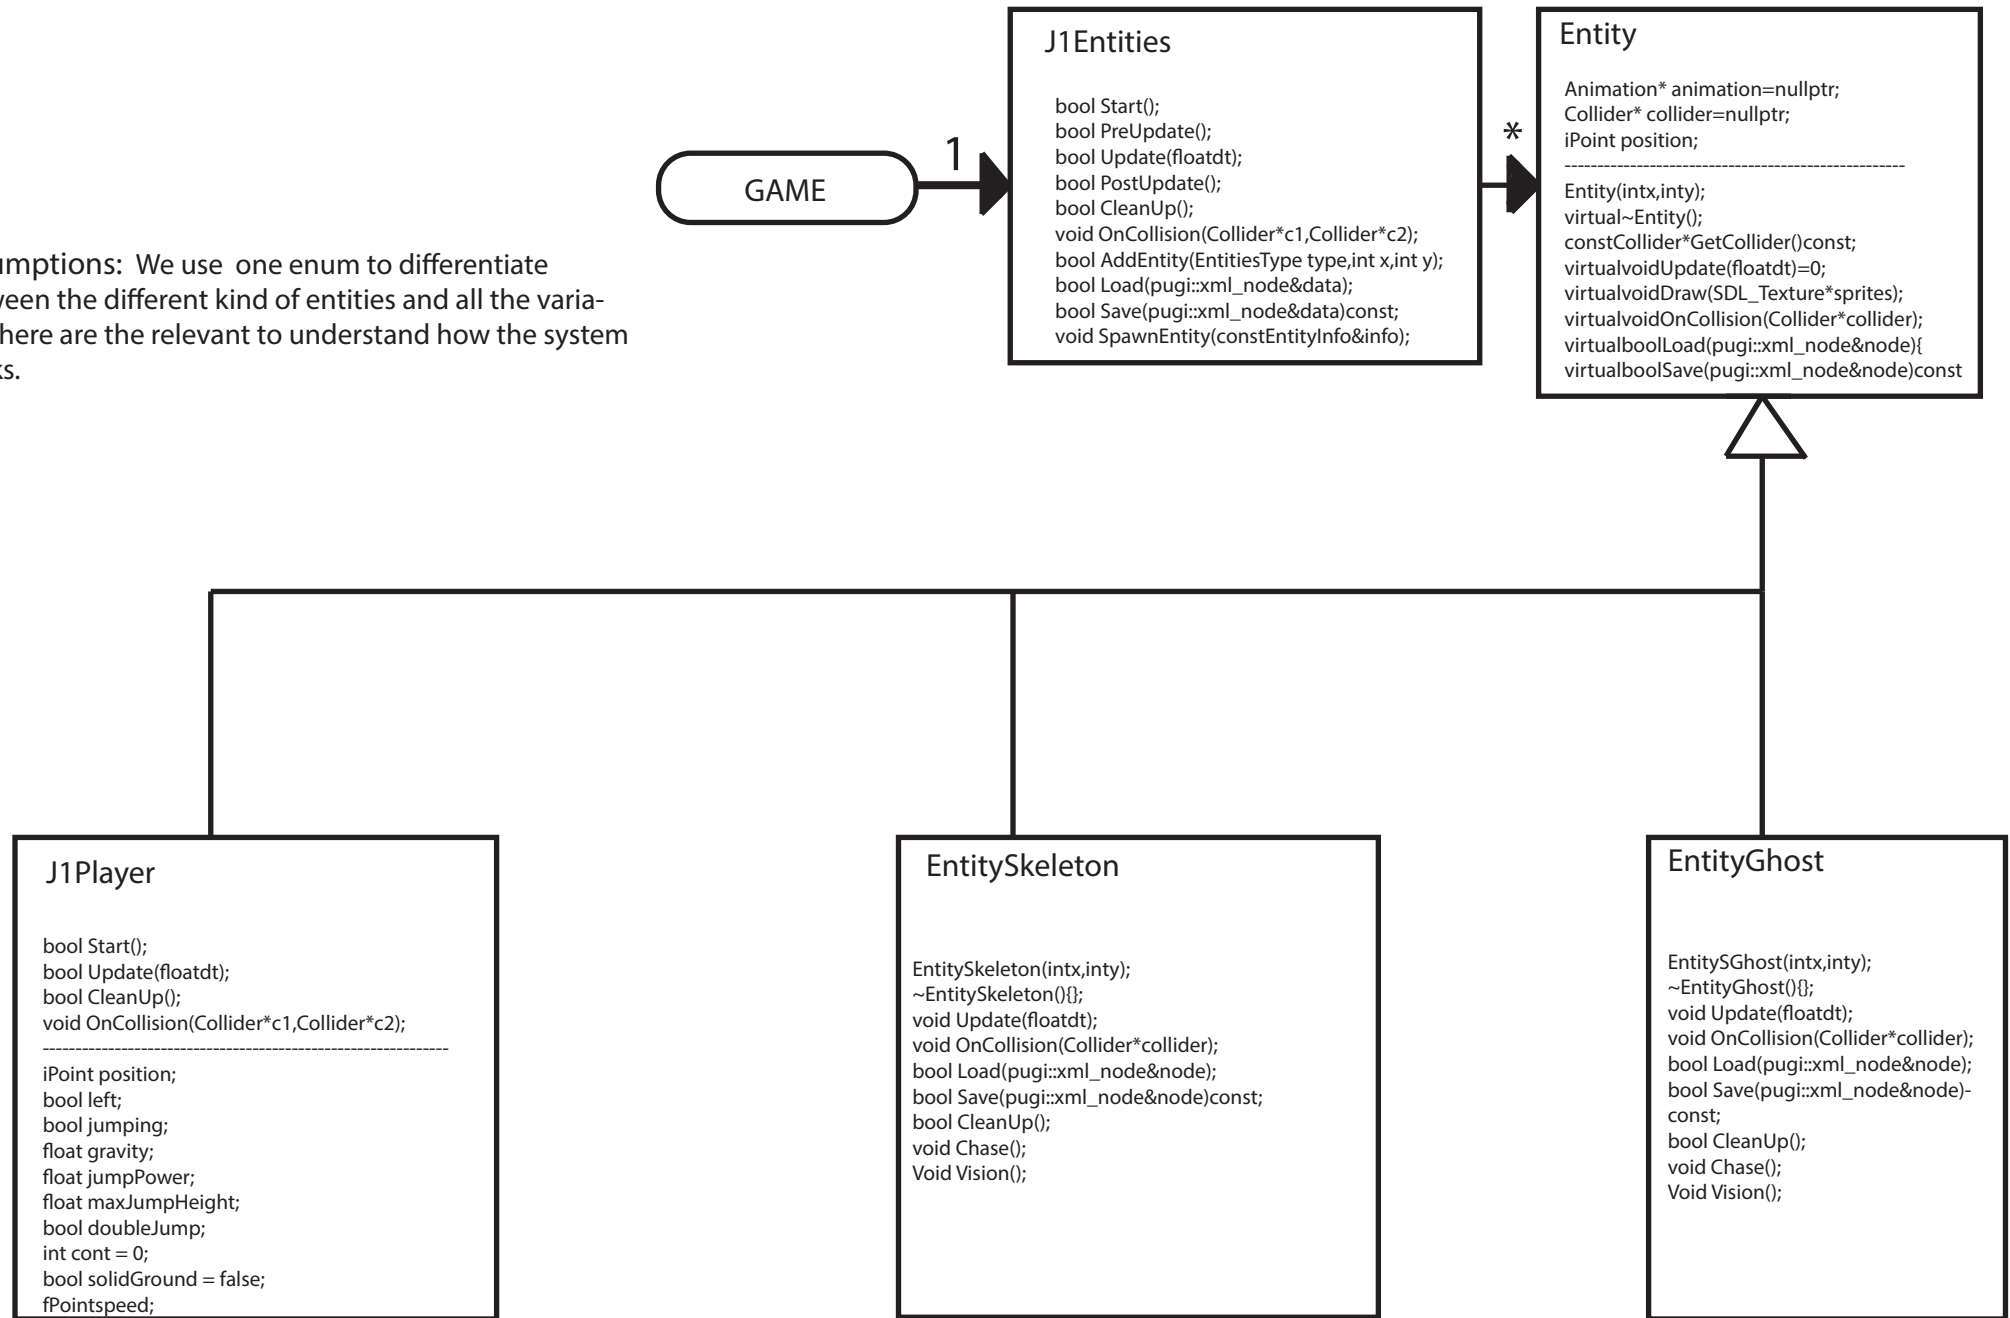 J1Entities
bool Start();
bool PreUpdate();
bool Update(floatdt);
bool PostUpdate();
bool CleanUp();
void OnCollision(Collider*c1,Collider*c2);
bool AddEntity(EntitiesType type,int x,int y);
bool Load(pugi::xml_node&data);
bool Save(pugi::xml_node&data)const;
void SpawnEntity(constEntityInfo&info);
Entity
Animation* animation=nullptr;
Collider* collider=nullptr;
iPoint position;
----------------------------------------------------
Entity(intx,inty);
virtual~Entity();
constCollider*GetCollider()const;
virtualvoidUpdate(floatdt)=0;
virtualvoidDraw(SDL_Texture*sprites);
virtualvoidOnCollision(Collider*collider);
virtualboolLoad(pugi::xml_node&node){
virtualboolSave(pugi::xml_node&node)const
GAME
1
*
umptions: We use one enum to differentiate
ween the different kind of entities and all the varia-
here are the relevant to understand how the system
ks.
J1Player
bool Start();
bool Update(floatdt);
bool CleanUp();
void OnCollision(Collider*c1,Collider*c2);
--------------------------------------------------------------
iPoint position;
bool left;
bool jumping;
float gravity;
float jumpPower;
float maxJumpHeight;
bool doubleJump;
int cont = 0;
bool solidGround = false;
fPointspeed;
EntitySkeleton
EntitySkeleton(intx,inty);
~EntitySkeleton(){};
void Update(floatdt);
void OnCollision(Collider*collider);
bool Load(pugi::xml_node&node);
bool Save(pugi::xml_node&node)const;
bool CleanUp();
void Chase();
Void Vision();
EntityGhost
EntitySGhost(intx,inty);
~EntityGhost(){};
void Update(floatdt);
void OnCollision(Collider*collider);
bool Load(pugi::xml_node&node);
bool Save(pugi::xml_node&node)-
const;
bool CleanUp();
void Chase();
Void Vision();